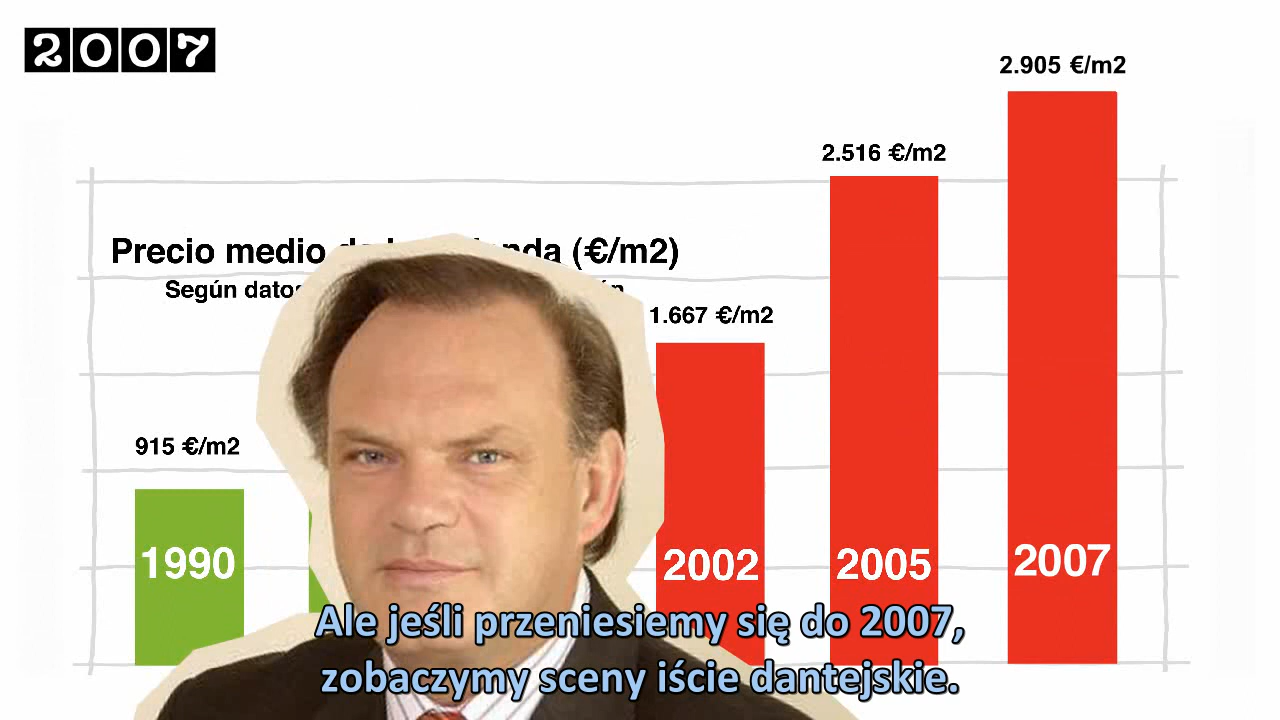 2007
2.905 €/m2
2.516 €/m2
Precio medio (€/m2)
Según
1.667 €/m2
915 €/m2
1990
2002
2005
2007
Ale jeśli przeniesiemy się do 2007,
zobaczymy sceny iście dantejskie.